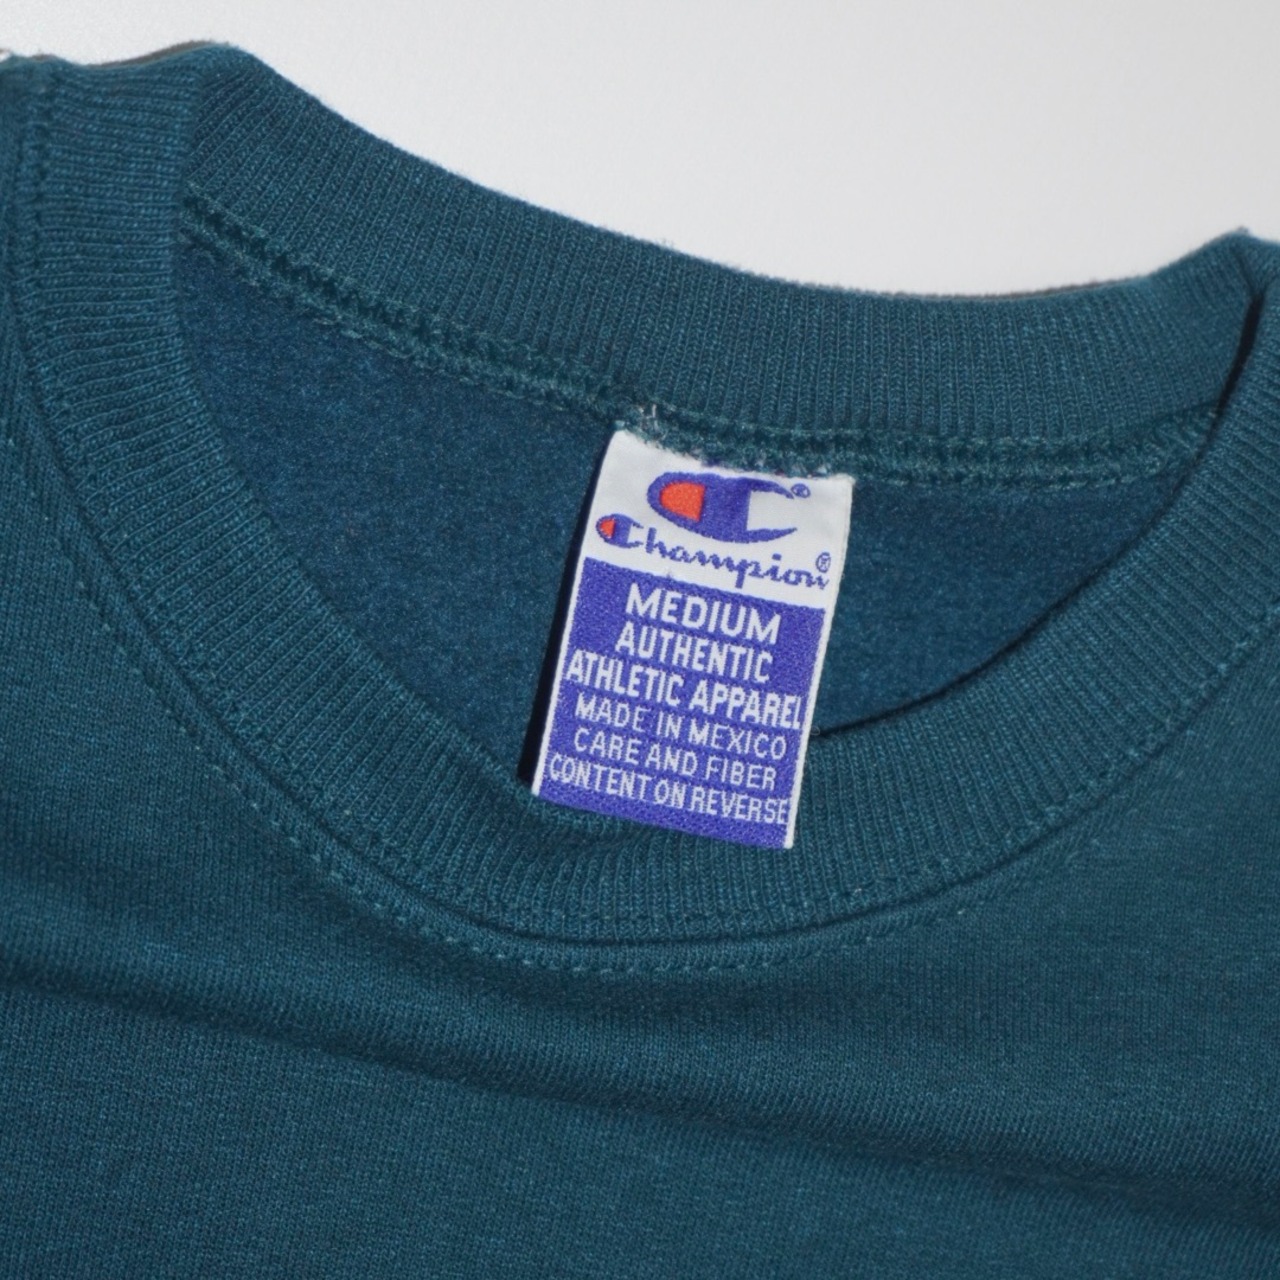 Champion®
MEDIUM
AUTHENTIC
ATHLETIC APPAREL
MADE IN MEXICO
CARE AND FIBER
CONTENT ON REVERSE